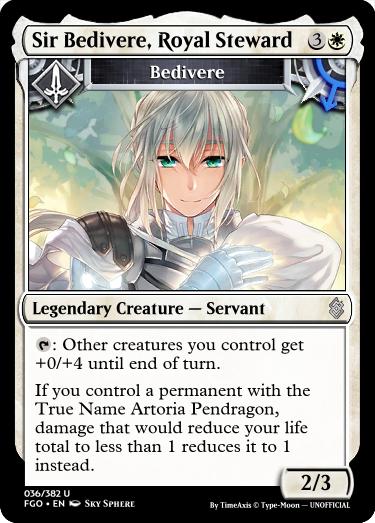 Sir Bedivere, Royal Steward 3
Bedivere
Legendary Creature — Servant
: Other creatures you control get
+0/+4 until end of turn.
If you control a permanent with the
True Name Artoria Pendragon,
damage that would reduce your life
total to less than 1 reduces it to 1
instead.
2/3
036/382 U
FGO • EN SKY SPHERE
By TimeAxis © Type-Moon — UNOFFICIAL